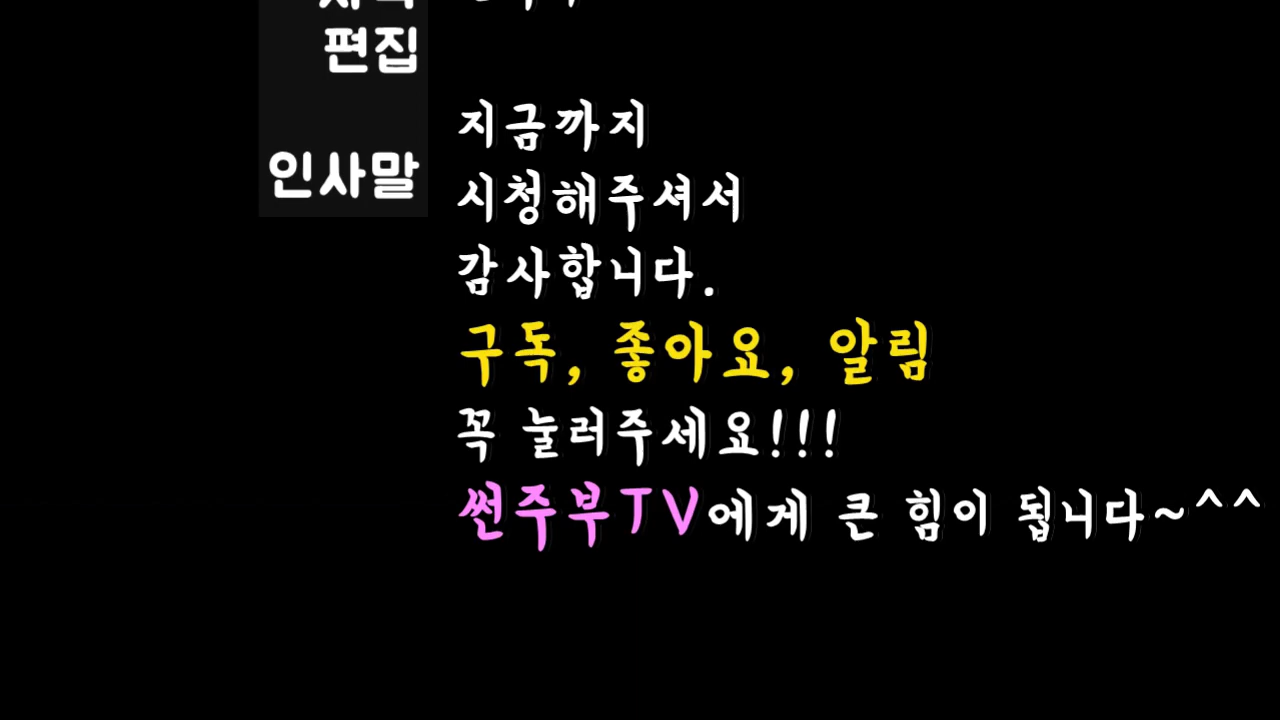 편집
지금까지
인사말
시청해주셔서
감사합니다.
구독, 좋아요, 알림
꼭 눌러주세요!!!
썬주부TV에게 큰 힘이 됩니다~^^